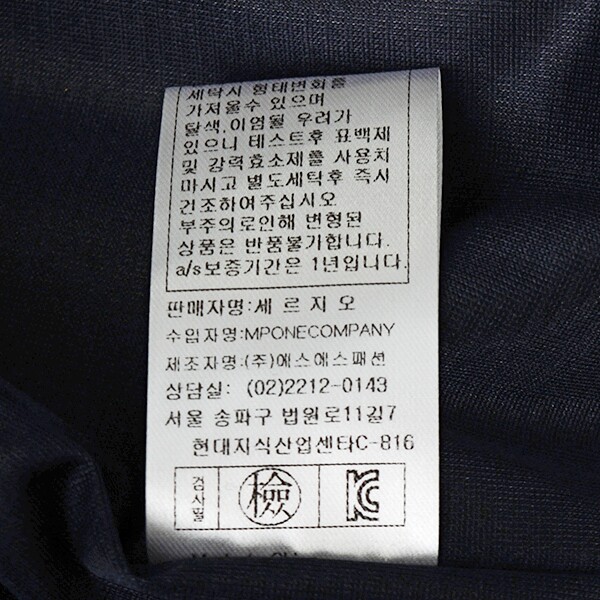 세탁시 형태변화를
가져올수 있으며
탈색,이염될 우려가
있으니 테스트후 표백제
및 강력효소제를 사용치
마시고 별도세탁후 즉시
건조하여주십시오
부주의로인해 변형된
상품은 반품불가합니다.
a/s보증기간은 1년입니다.
판매자명:세르지오
수입자명:MPONECOMPANY
제조자명:(주)에스에스패션
상담실: (02)2212-0143
서울 송파구 법원로11길7
현대지식산업센타C-816
검사필
檢
KC